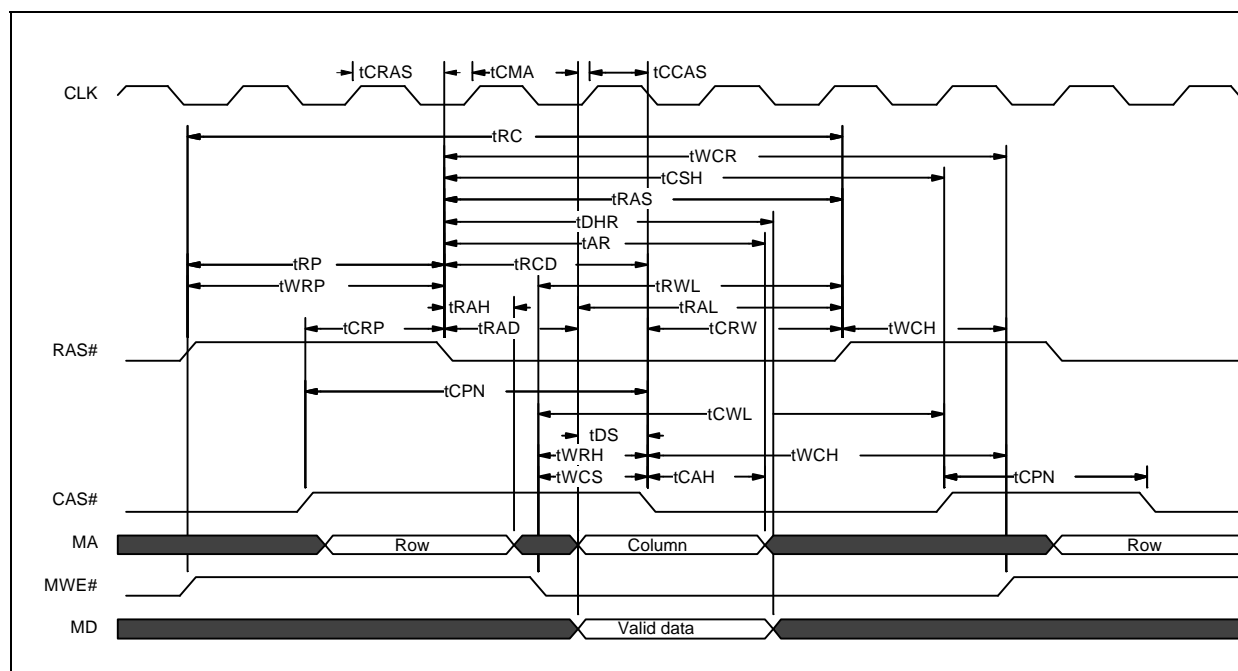 tCRAS tCMA tCCAS
CLK
tRC
tWCR
tCSH
tRAS
tDHR
tAR
tRP tRCD
tWRP tRWL
tRAH tRAL
tCRP tRAD tCRW tWCH
RAS#
tCPN
tCWL
tDS
tWRH tWCH
tWCS tCAH tCPN
CAS#
MA Row Column Row
MWE#
MD Valid data